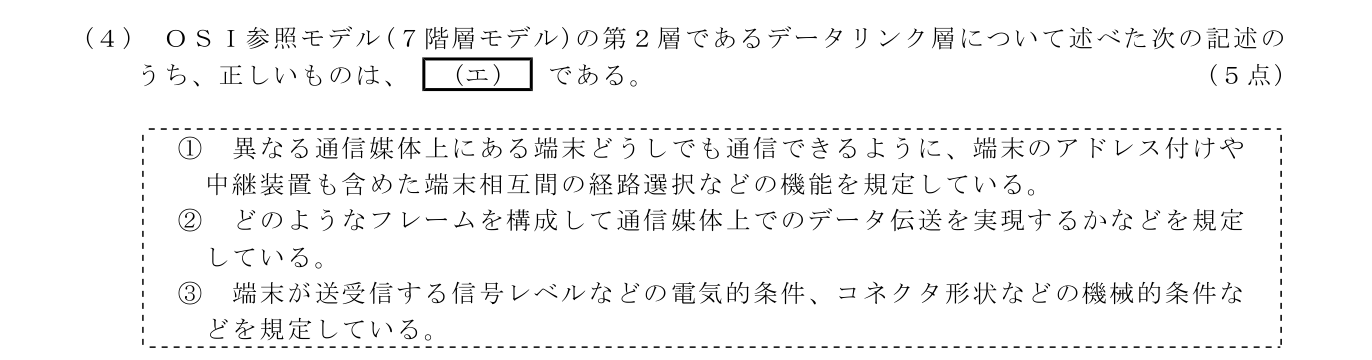 (４)　ＯＳＩ参照モデル(７階層モデル)の第２層であるデータリンク層について述べた次の記述の
うち、正しいものは、 (エ) である。 (５点)
①　異なる通信媒体上にある端末どうしでも通信できるように、端末のアドレス付けや
中継装置も含めた端末相互間の経路選択などの機能を規定している。
②　どのようなフレームを構成して通信媒体上でのデータ伝送を実現するかなどを規定
している。
③　端末が送受信する信号レベルなどの電気的条件、コネクタ形状などの機械的条件な
どを規定している。